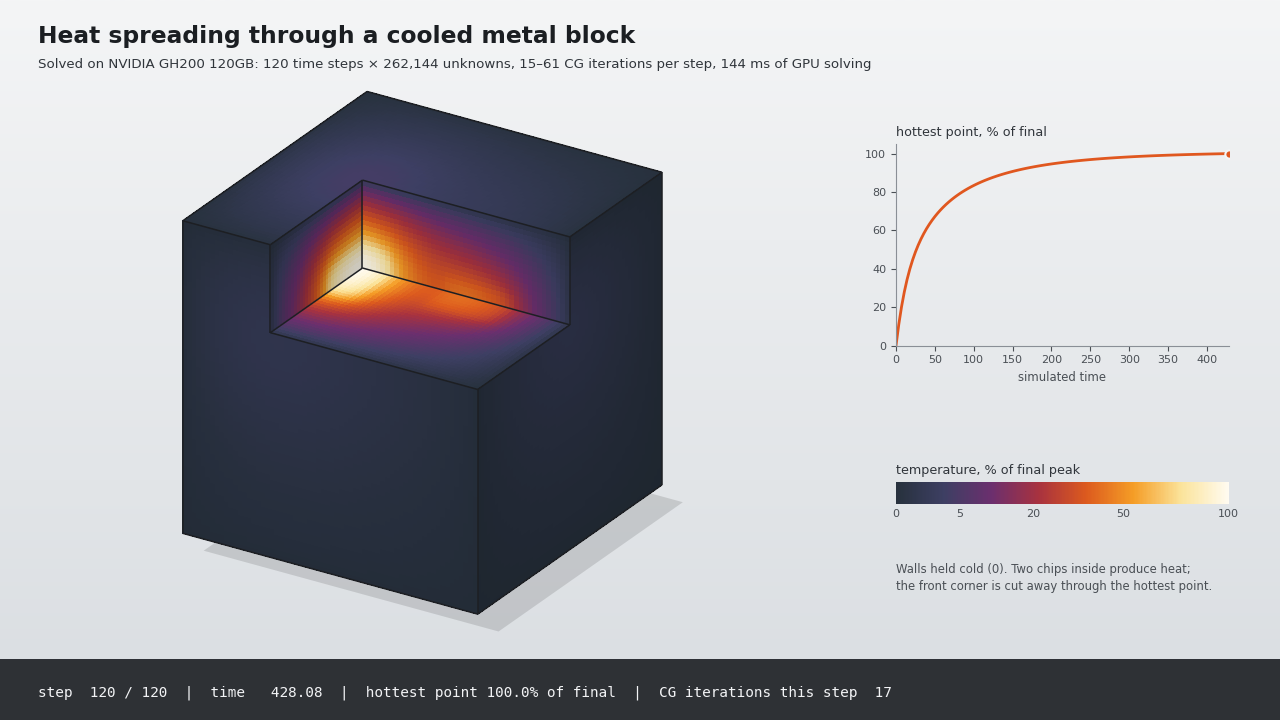 Heat spreading through a cooled metal block
Solved on NVIDIA GH200 120GB: 120 time steps × 262,144 unknowns, 15–61 CG iterations per step, 144 ms of GPU solving
hottest point, % of final
100
80
60
40
20
0
0 50 100 150 200 250 300 350 400
simulated time
temperature, % of final peak
0 5 20 50 100
Walls held cold (0). Two chips inside produce heat;
the front corner is cut away through the hottest point.
step 120 / 120 | time 428.08 | hottest point 100.0% of final | CG iterations this step 17